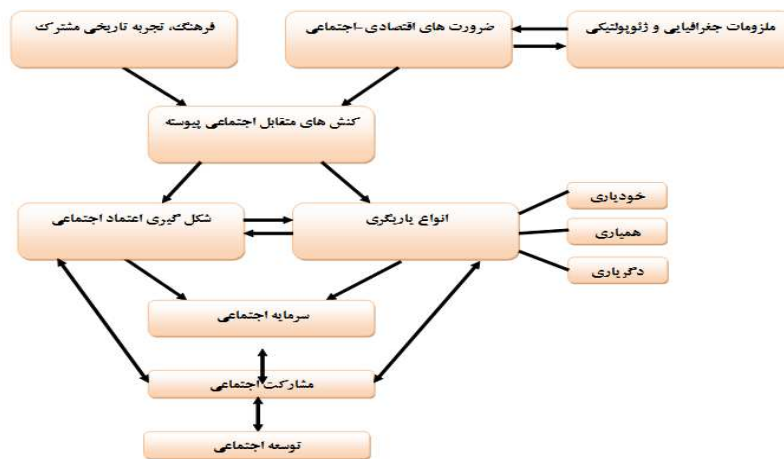 ملزومات جغرافیایی و ژئوپولتیکی
ضرورت های اقتصادی-اجتماعی
فرهنگ، تجربه تاریخی مشترک
کنش های متقابل اجتماعی پیوسته
انواع یاریگری
شکل گیری اعتماد اجتماعی
خودیاری
همیاری
دگریاری
سرمایه اجتماعی
مشارکت اجتماعی
توسعه اجتماعی